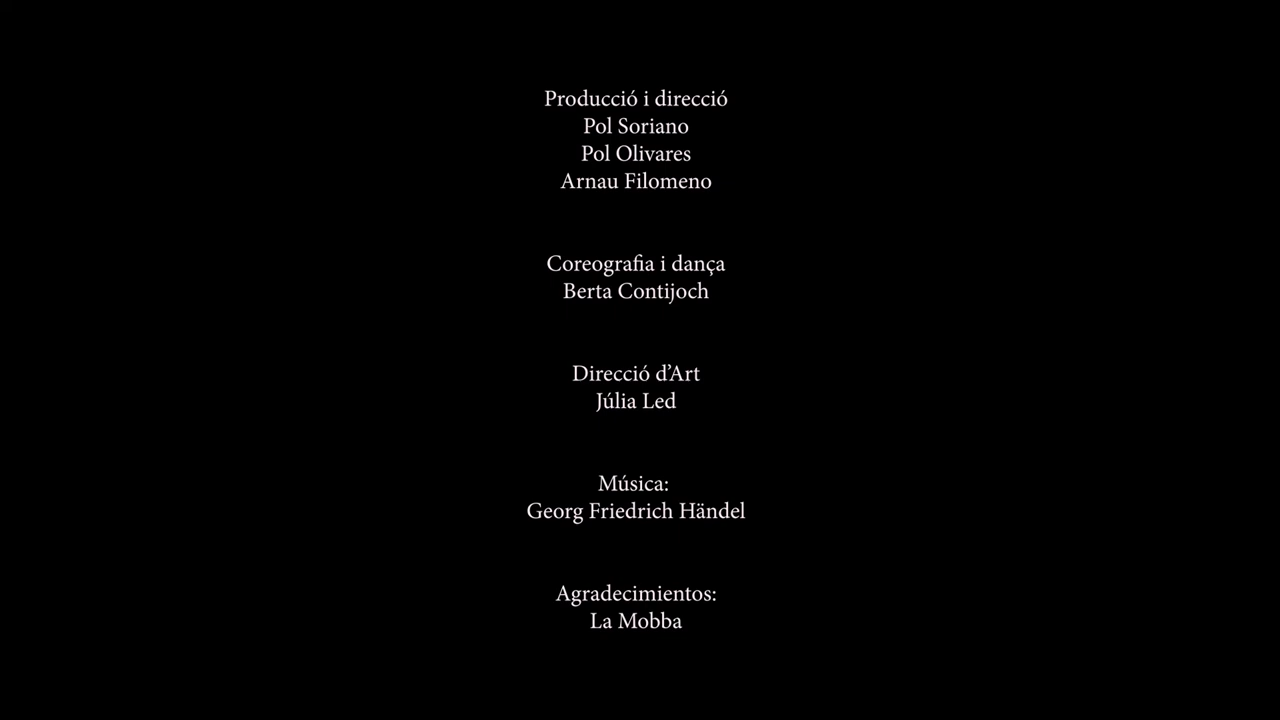 Producció i direcció
Pol Soriano
Pol Olivares
Arnau Filomeno
Coreografia i dança
Berta Contijoch
Direcció d’Art
Júlia Led
Música:
Georg Friedrich Händel
Agradecimientos:
La Mobba